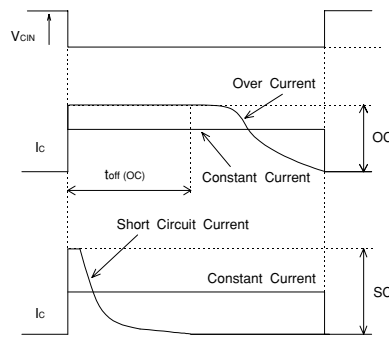 VCIN
Over Current
IC
OC
toff (OC)
Constant Current
Short Circuit Current
Constant Current
SC
IC